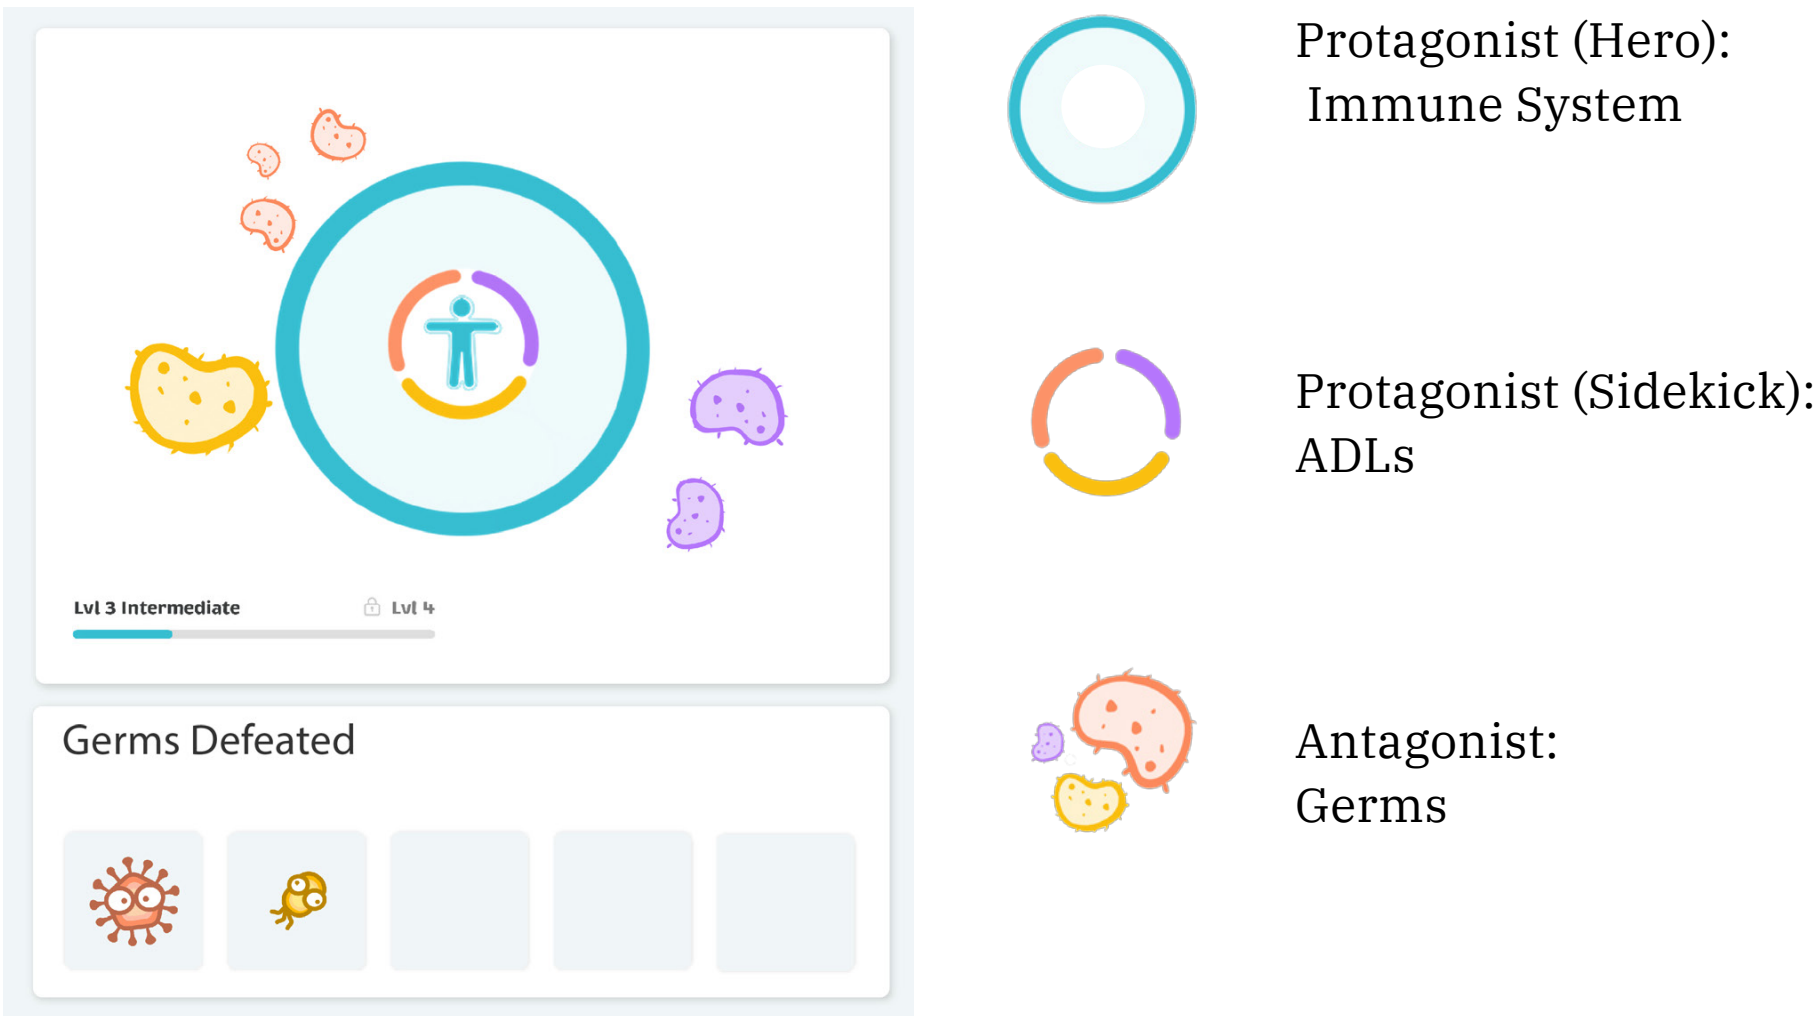 Lvl 3 Intermediate
Lvl 4
Germs Defeated
Protagonist (Hero):
Immune System
Protagonist (Sidekick):
ADLs
Antagonist:
Germs